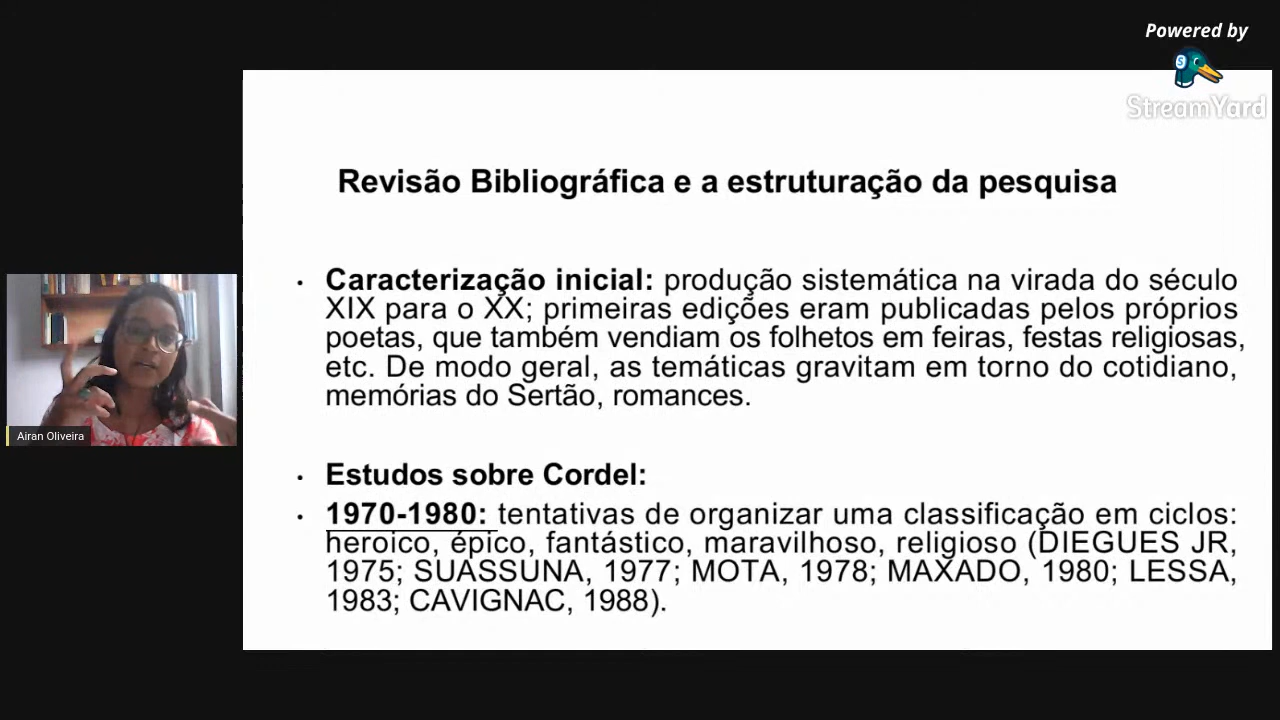 Powered by
StreamYard
Revisão Bibliográfica e a estruturação da pesquisa
• Caracterização inicial: produção sistemática na virada do século
XIX para o XX; primeiras edições eram publicadas pelos próprios
poetas, que também vendiam os folhetos em feiras, festas religiosas,
etc. De modo geral, as temáticas gravitam em torno do cotidiano,
memórias do Sertão, romances.
Airan Oliveira
• Estudos sobre Cordel:
• 1970-1980: tentativas de organizar uma classificação em ciclos:
heroico, épico, fantástico, maravilhoso, religioso (DIEGUES JR,
1975; SUASSUNA, 1977; MOTA, 1978; MAXADO, 1980; LESSA,
1983; CAVIGNAC, 1988).